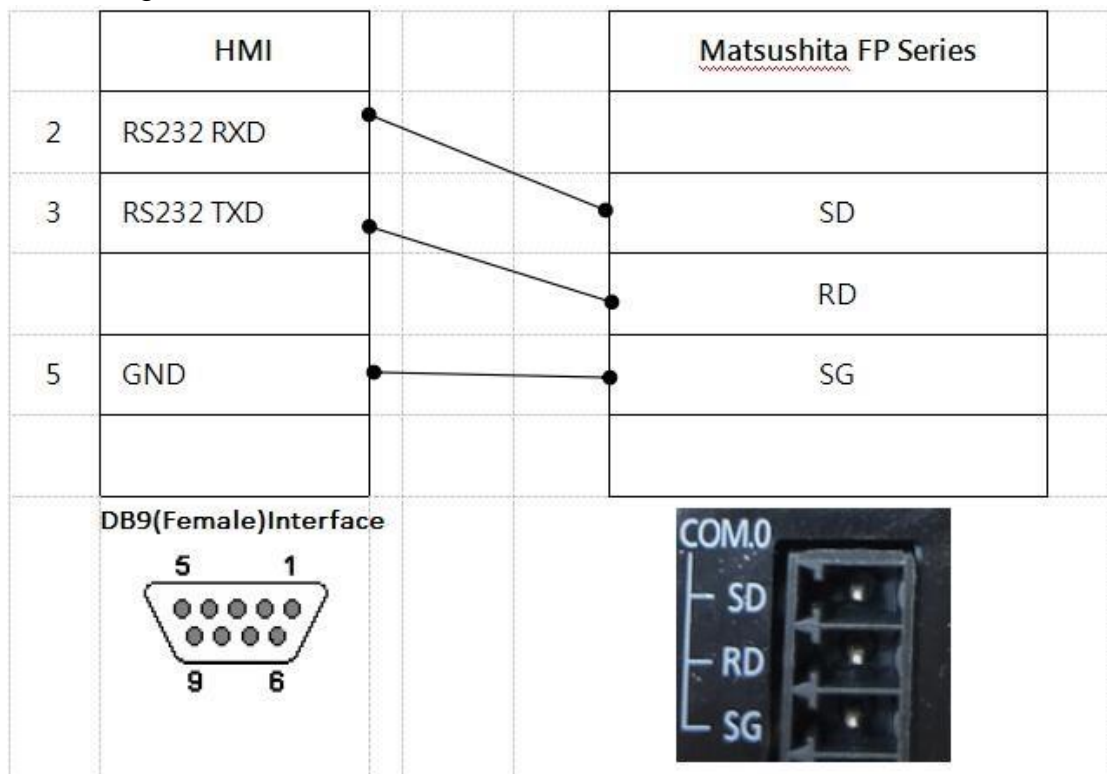 HMI Matsushita FP Series
2 RS232 RXD
3 RS232 TXD SD
RD
5 GND SG
DB9(Female)Interface
5 1
9 6
COM.0
SD
RD
SG